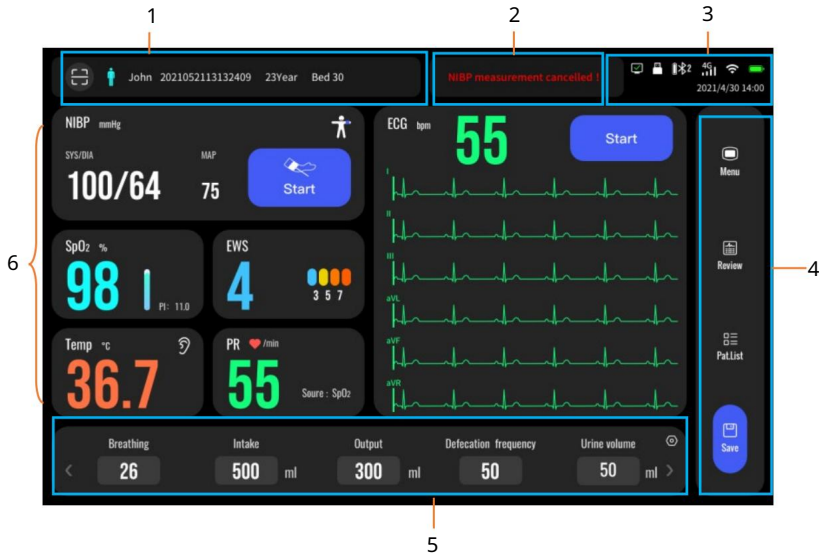 1
2
3
John 2021052113132409 23Year Bed 30
NIBP measurement cancelled !
2
4G
2021/4/30 14:00
NIBP mmHg
SYS/DIA
MAP
100/64
75
Start
ECG bpm
55
Start
I
II
III
aVL
aVF
aVR
Menu
Review
Pat.List
Save
4
6
SpO2 %
98
PI: 11.0
EWS
4
3 5 7
Temp °C
36.7
PR /min
55
Soure : SpO2
Breathing
Intake
Output
Defecation frequency
Urine volume
26
500 ml
300 ml
50
50 ml
5